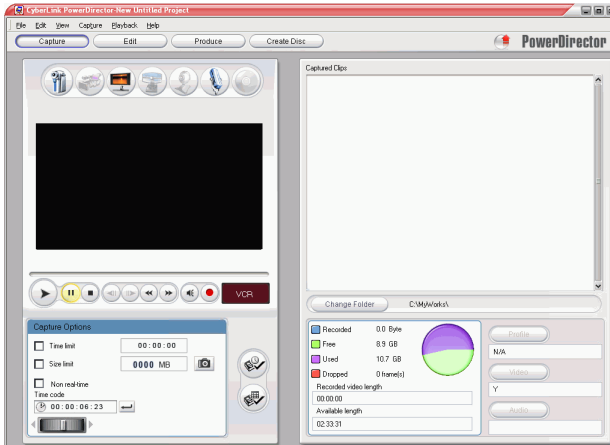 CyberLink PowerDirector-New Untitled Project
File Edit View Capture Playback Help
Capture Edit Produce Create Disc
PowerDirector
Captured Clips
VCR
Change Folder C:\MyWorks\
Capture Options
Time limit 00:00:00
Size limit 0000 MB
Non real-time
Time code
00:00:06:23
Recorded 0.0 Byte
Free 8.9 GB
Used 10.7 GB
Dropped 0 frame(s)
Recorded video length
00:00:00
Available length
02:33:31
Profile
N/A
Video
Y
Audio